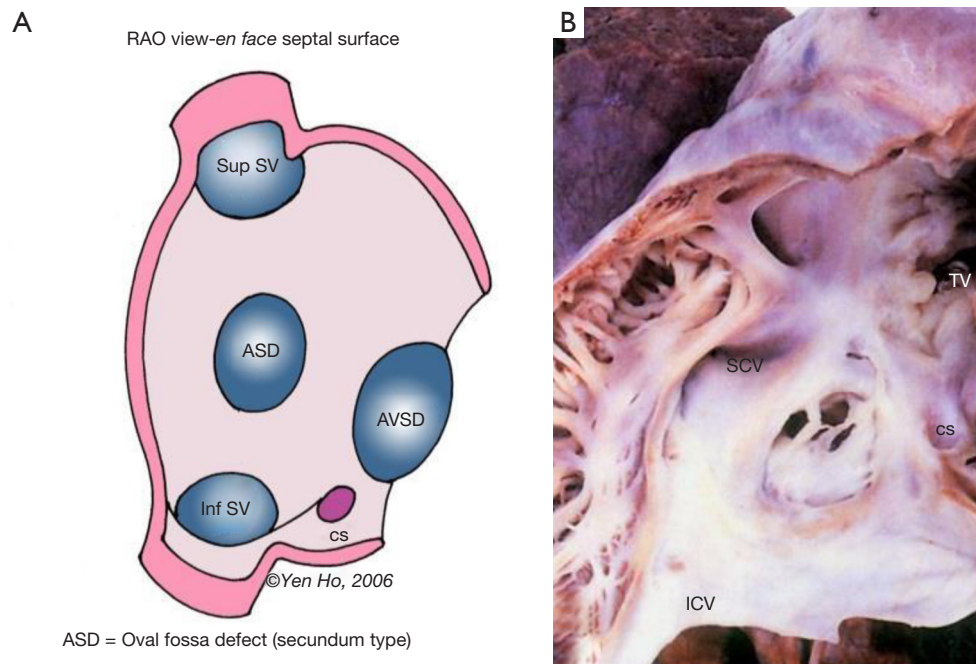 A
RAO view-en face septal surface
Sup SV
ASD
AVSD
Inf SV
cs
©Yen Ho, 2006
ASD = Oval fossa defect (secundum type)
B
TV
SCV
cs
ICV